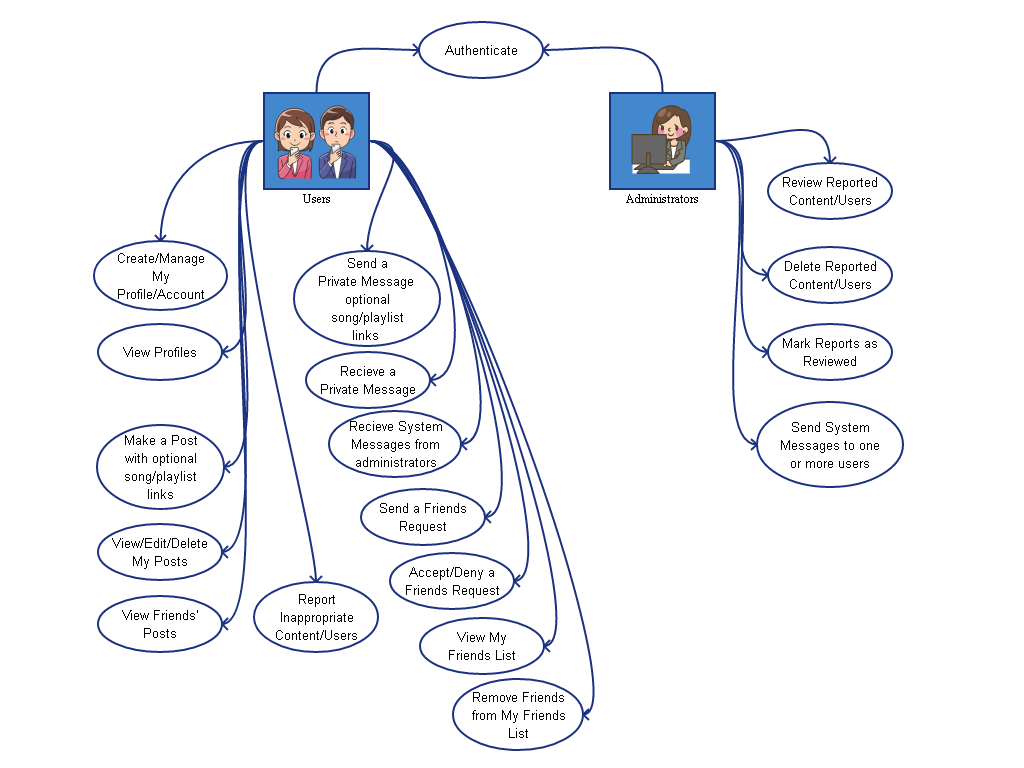 Authenticate
Users
Administrators
Review Reported
Content/Users
Create/Manage
My
Profile/Account
Send a
Private Message
optional
song/playlist
links
Delete Reported
Content/Users
View Profiles
Recieve a
Private Message
Mark Reports as
Reviewed
Make a Post
with optional
song/playlist
links
Recieve System
Messages from
administrators
Send System
Messages to one
or more users
Send a Friends
Request
View/Edit/Delete
My Posts
Accept/Deny a
Friends Request
View Friends'
Posts
Report
Inappropriate
Content/Users
View My
Friends List
Remove Friends
from My Friends
List